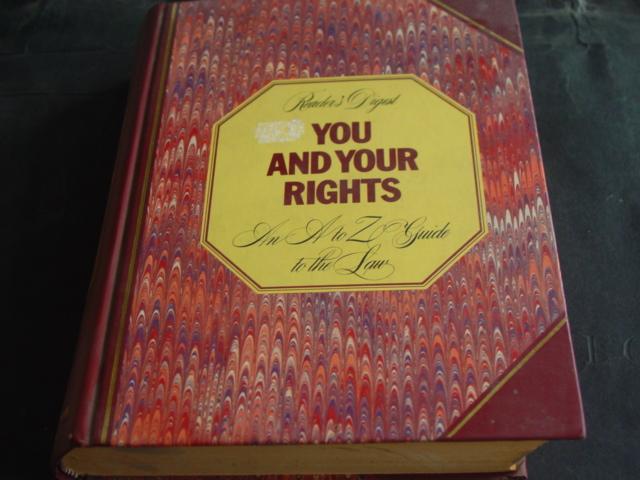 Reader's Digest
YOU
AND YOUR
RIGHTS
An A to Z Guide
to the Law